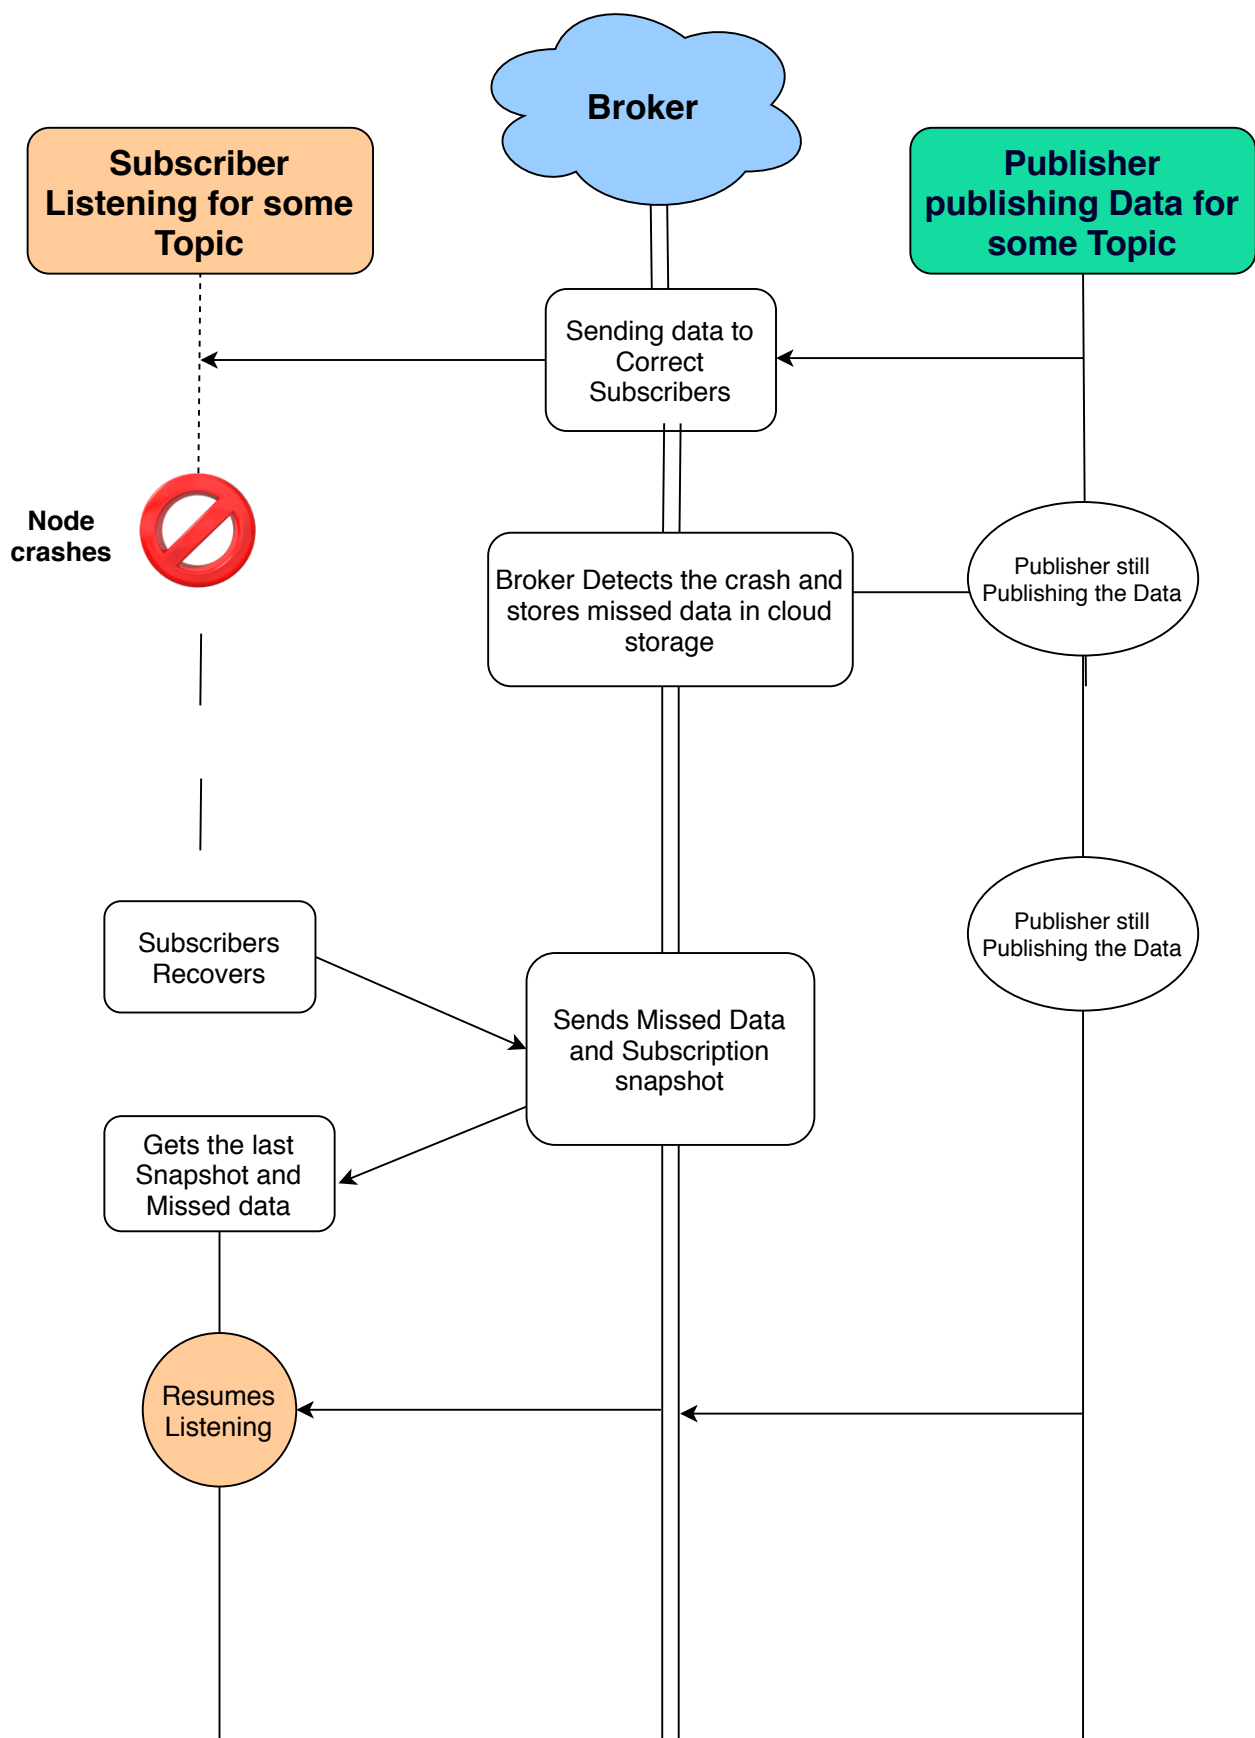 Broker
Subscriber
Listening for some
Topic
Publisher
publishing Data for
some Topic
Sending data to
Correct
Subscribers
Node
crashes
Broker Detects the crash and
stores missed data in cloud
storage
Publisher still
Publishing the Data
Subscribers
Recovers
Publisher still
Publishing the Data
Sends Missed Data
and Subscription
snapshot
Gets the last
Snapshot and
Missed data
Resumes
Listening